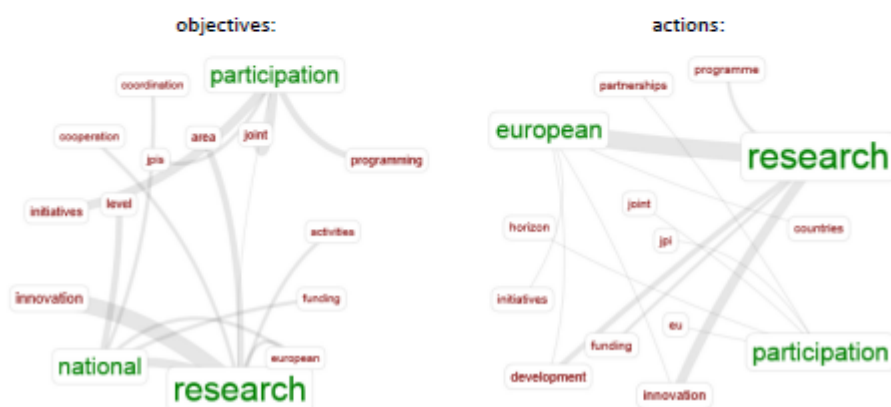 objectives:
coordination
participation
cooperation
area
joint
jpis
programming
initiatives
level
activities
innovation
funding
national
european
research
actions:
programme
partnerships
european
research
joint
horizon
countries
jpi
initiatives
eu
funding
participation
development
innovation